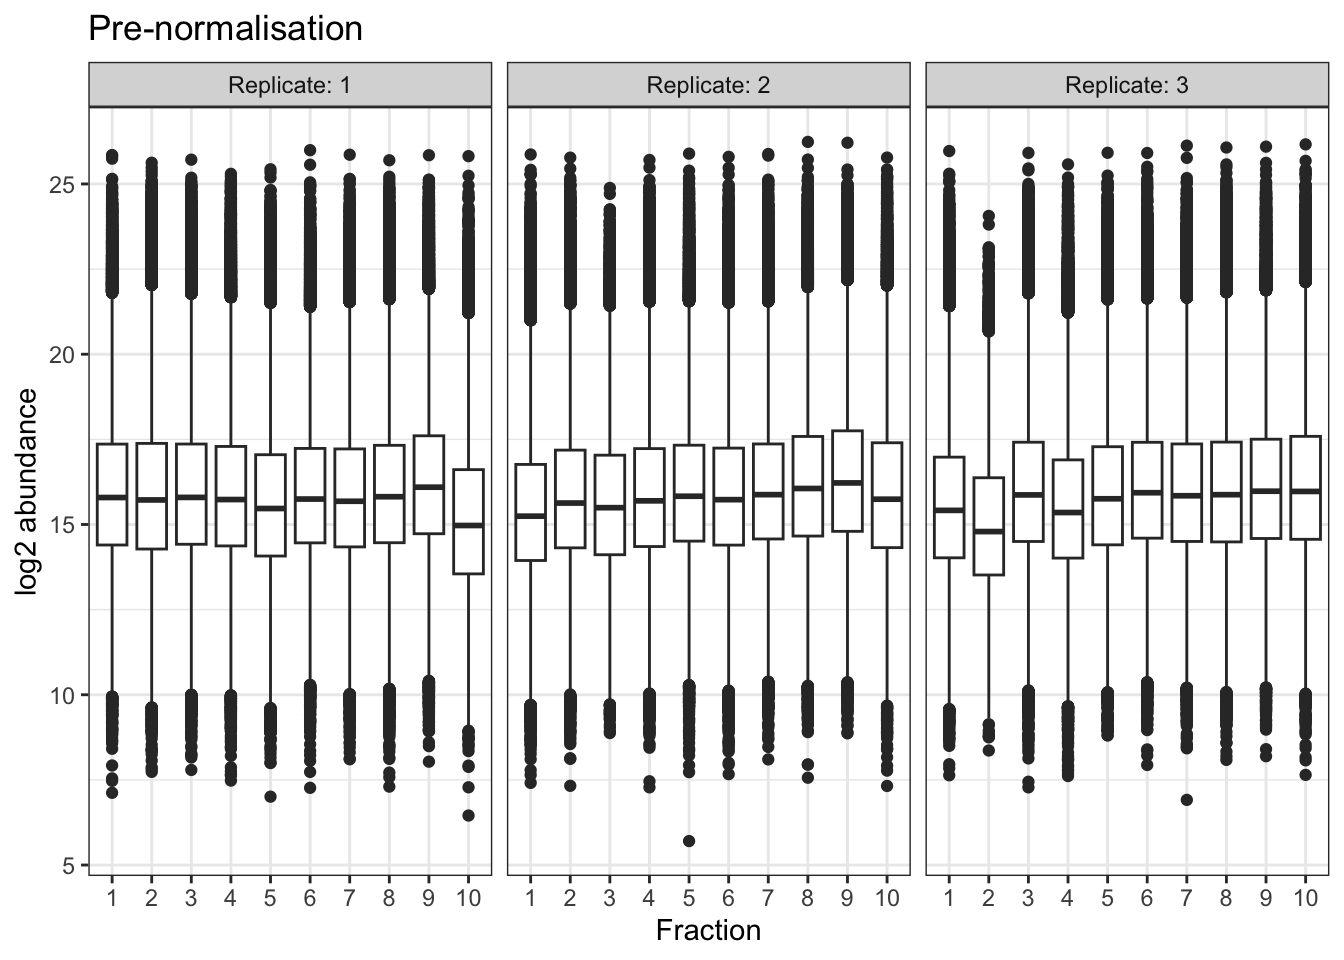 Pre-normalisation
Replicate: 1
Replicate: 2
Replicate: 3
log2 abundance
25
20
15
10
5
1 2 3 4 5 6 7 8 9 10
1 2 3 4 5 6 7 8 9 10
1 2 3 4 5 6 7 8 9 10
Fraction